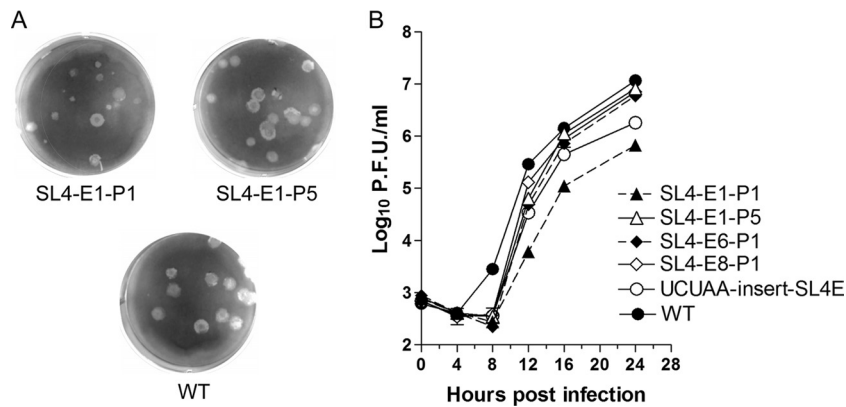 A
SL4-E1-P1
SL4-E1-P5
WT
B
Log10 P.F.U./ml
7
6
5
4
3
2
0
4
8
12
16
20
24
28
Hours post infection
SL4-E1-P1
SL4-E1-P5
SL4-E6-P1
SL4-E8-P1
UCUAA-insert-SL4E
WT